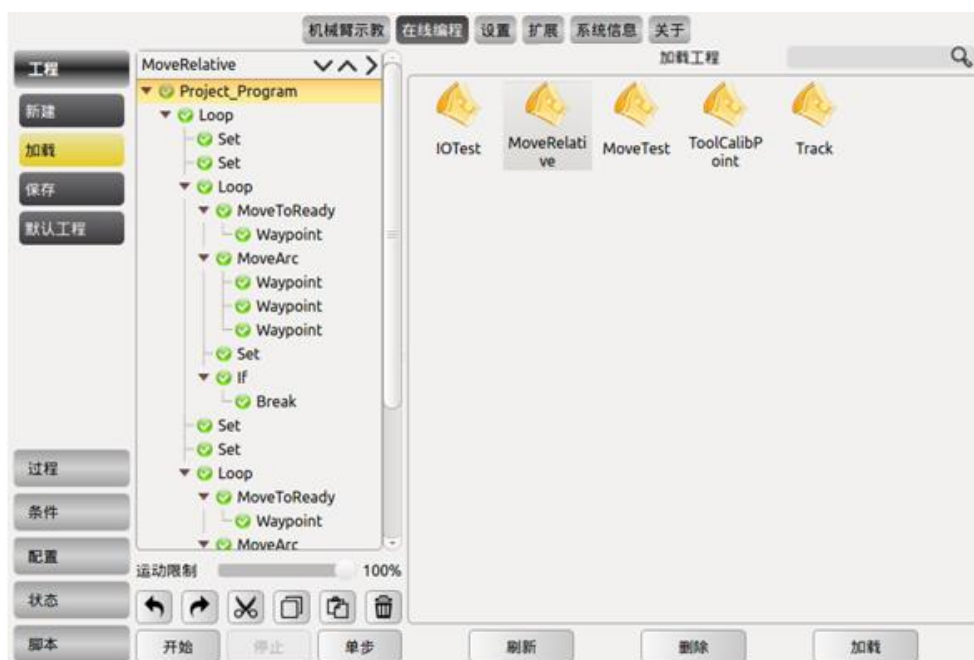 机械臂示教 在线编程 设置 扩展 系统信息 关于
工程
新建
加载
保存
默认工程
过程
条件
配置
状态
脚本
MoveRelative
Project_Program
Loop
Set
Set
Loop
MoveToReady
Waypoint
MoveArc
Waypoint
Waypoint
Waypoint
Set
If
Break
Set
Set
Loop
MoveToReady
Waypoint
MoveArc
运动限制 100%
开始 停止 单步
加载工程
IOTest
MoveRelati
ve
MoveTest
ToolCalibP
oint
Track
刷新 删除 加载